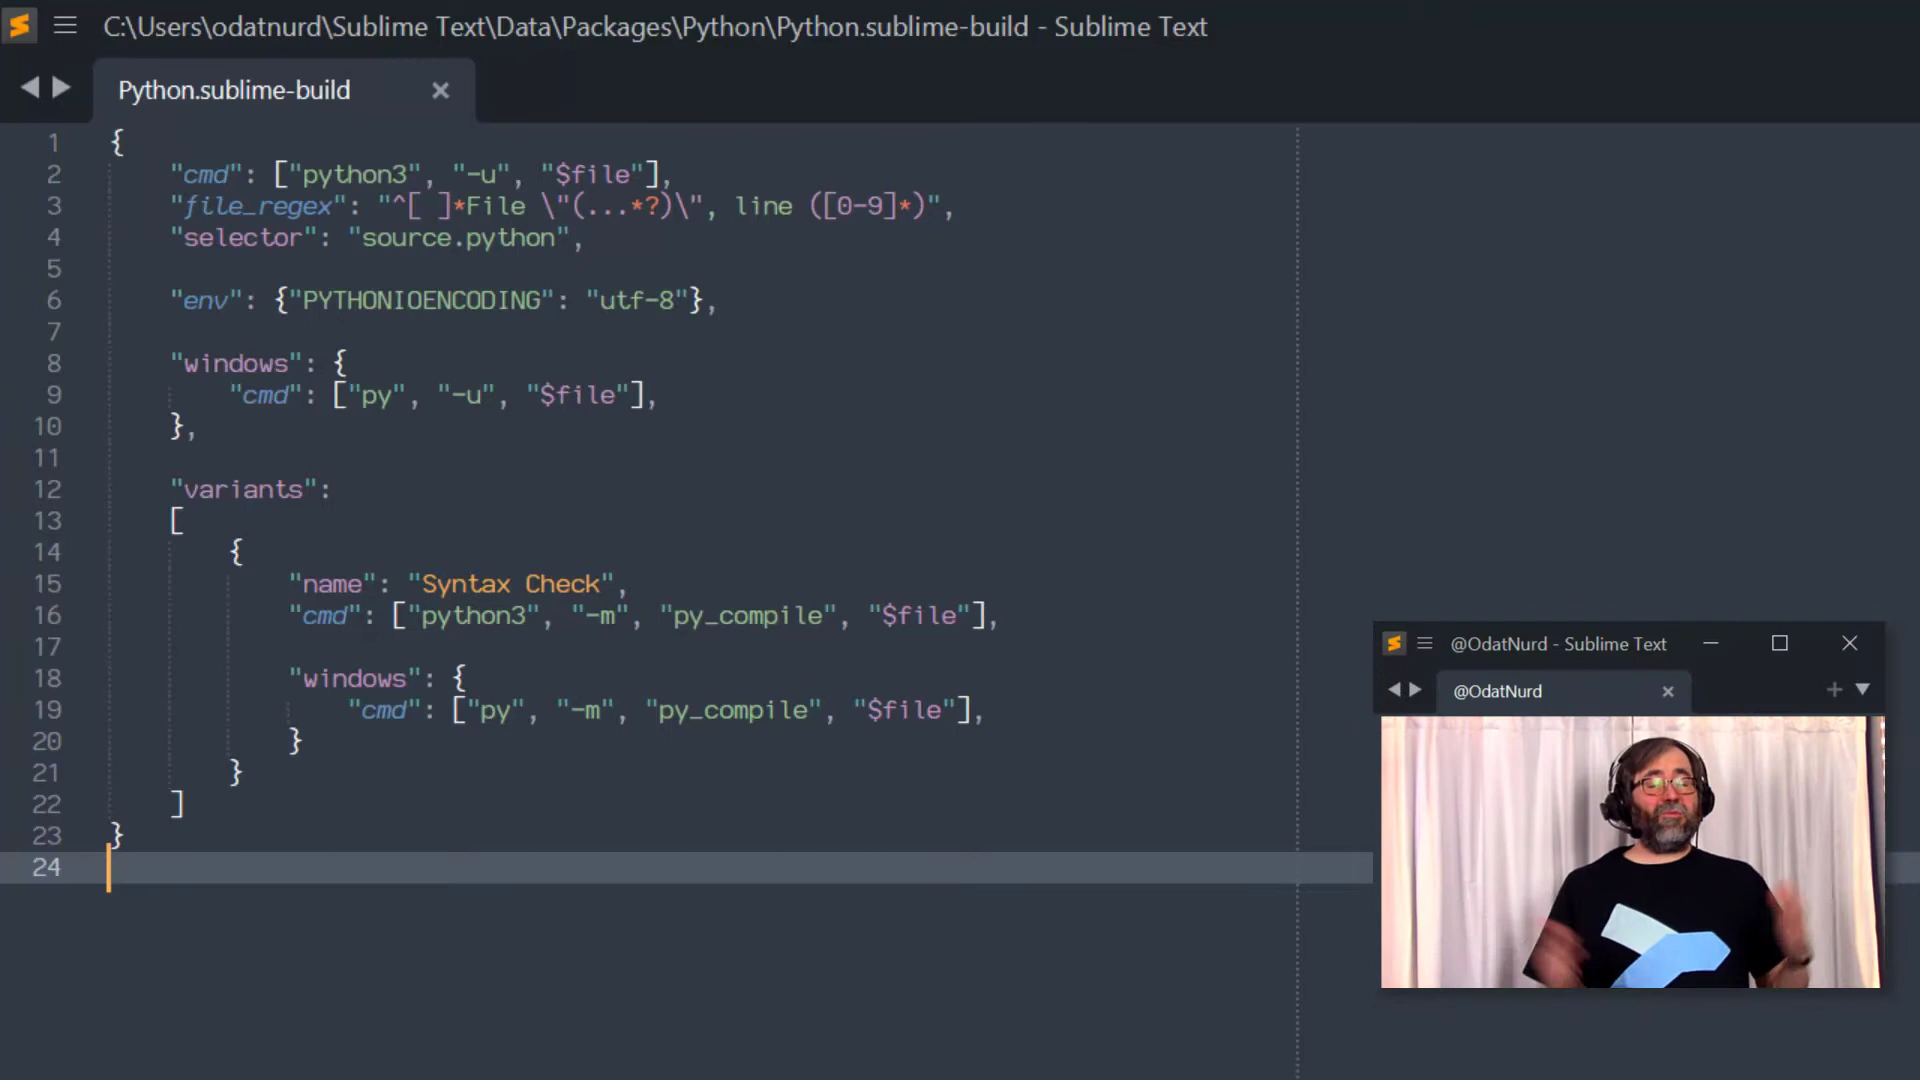 C:\Users\odatnurd\Sublime Text\Data\Packages\Python\Python.sublime-build - Sublime Text
Python.sublime-build
1 {
2 "cmd": ["python3", "-u", "$file"],
3 "file_regex": "^[ ]*File \"(...*?)\", line ([0-9]*)",
4 "selector": "source.python",
5
6 "env": {"PYTHONIOENCODING": "utf-8"},
7
8 "windows": {
9 "cmd": ["py", "-u", "$file"],
10 },
11
12 "variants":
13 [
14 {
15 "name": "Syntax Check",
16 "cmd": ["python3", "-m", "py_compile", "$file"],
17
18 "windows": {
19 "cmd": ["py", "-m", "py_compile", "$file"],
20 }
21 }
22 ]
23 }
24
@OdatNurd - Sublime Text
@OdatNurd